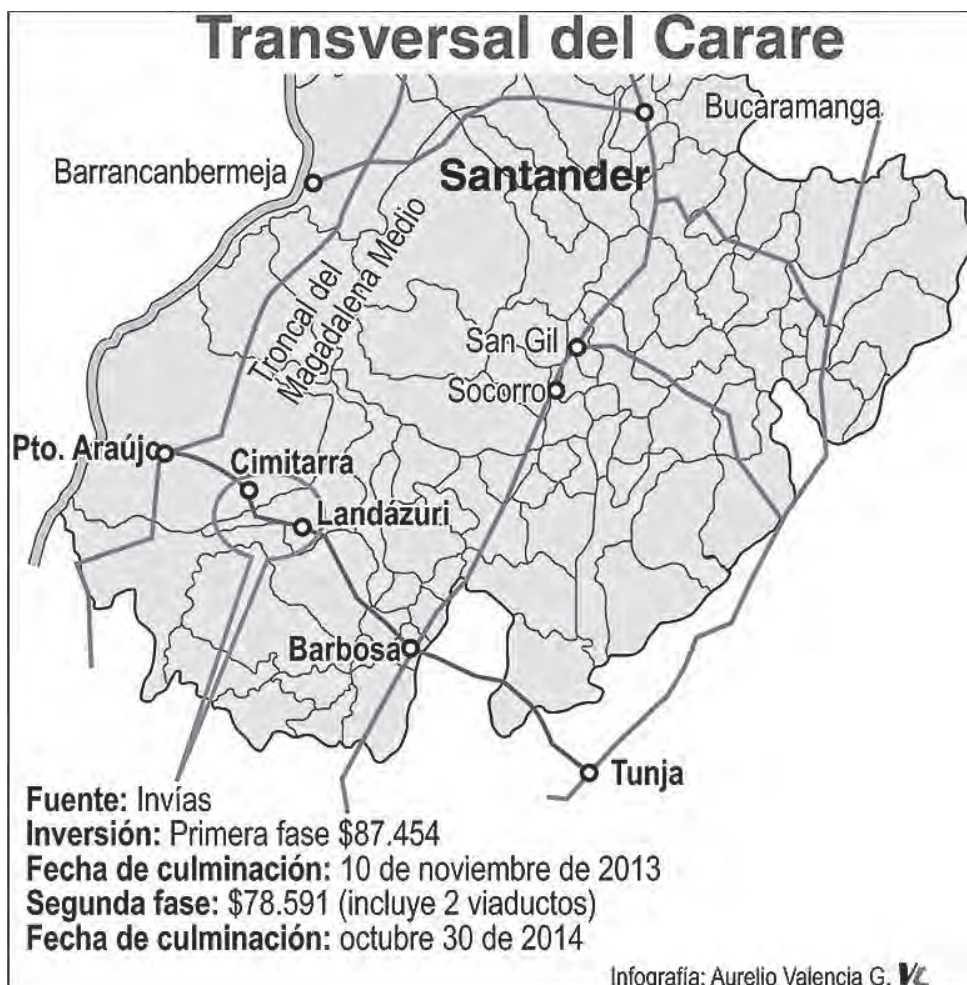 Transversal del Carare
Bucaramanga
Barrancanbermeja
Santander
Troncal del
Magadalena Medio
San Gil
Socorro
Pto. Araújo
Cimitarra
Landázuri
Barbosa
Tunja
Fuente: Invías
Inversión: Primera fase $87.454
Fecha de culminación: 10 de noviembre de 2013
Segunda fase: $78.591 (incluye 2 viaductos)
Fecha de culminación: octubre 30 de 2014
Infografía: Aurelio Valencia G. VL